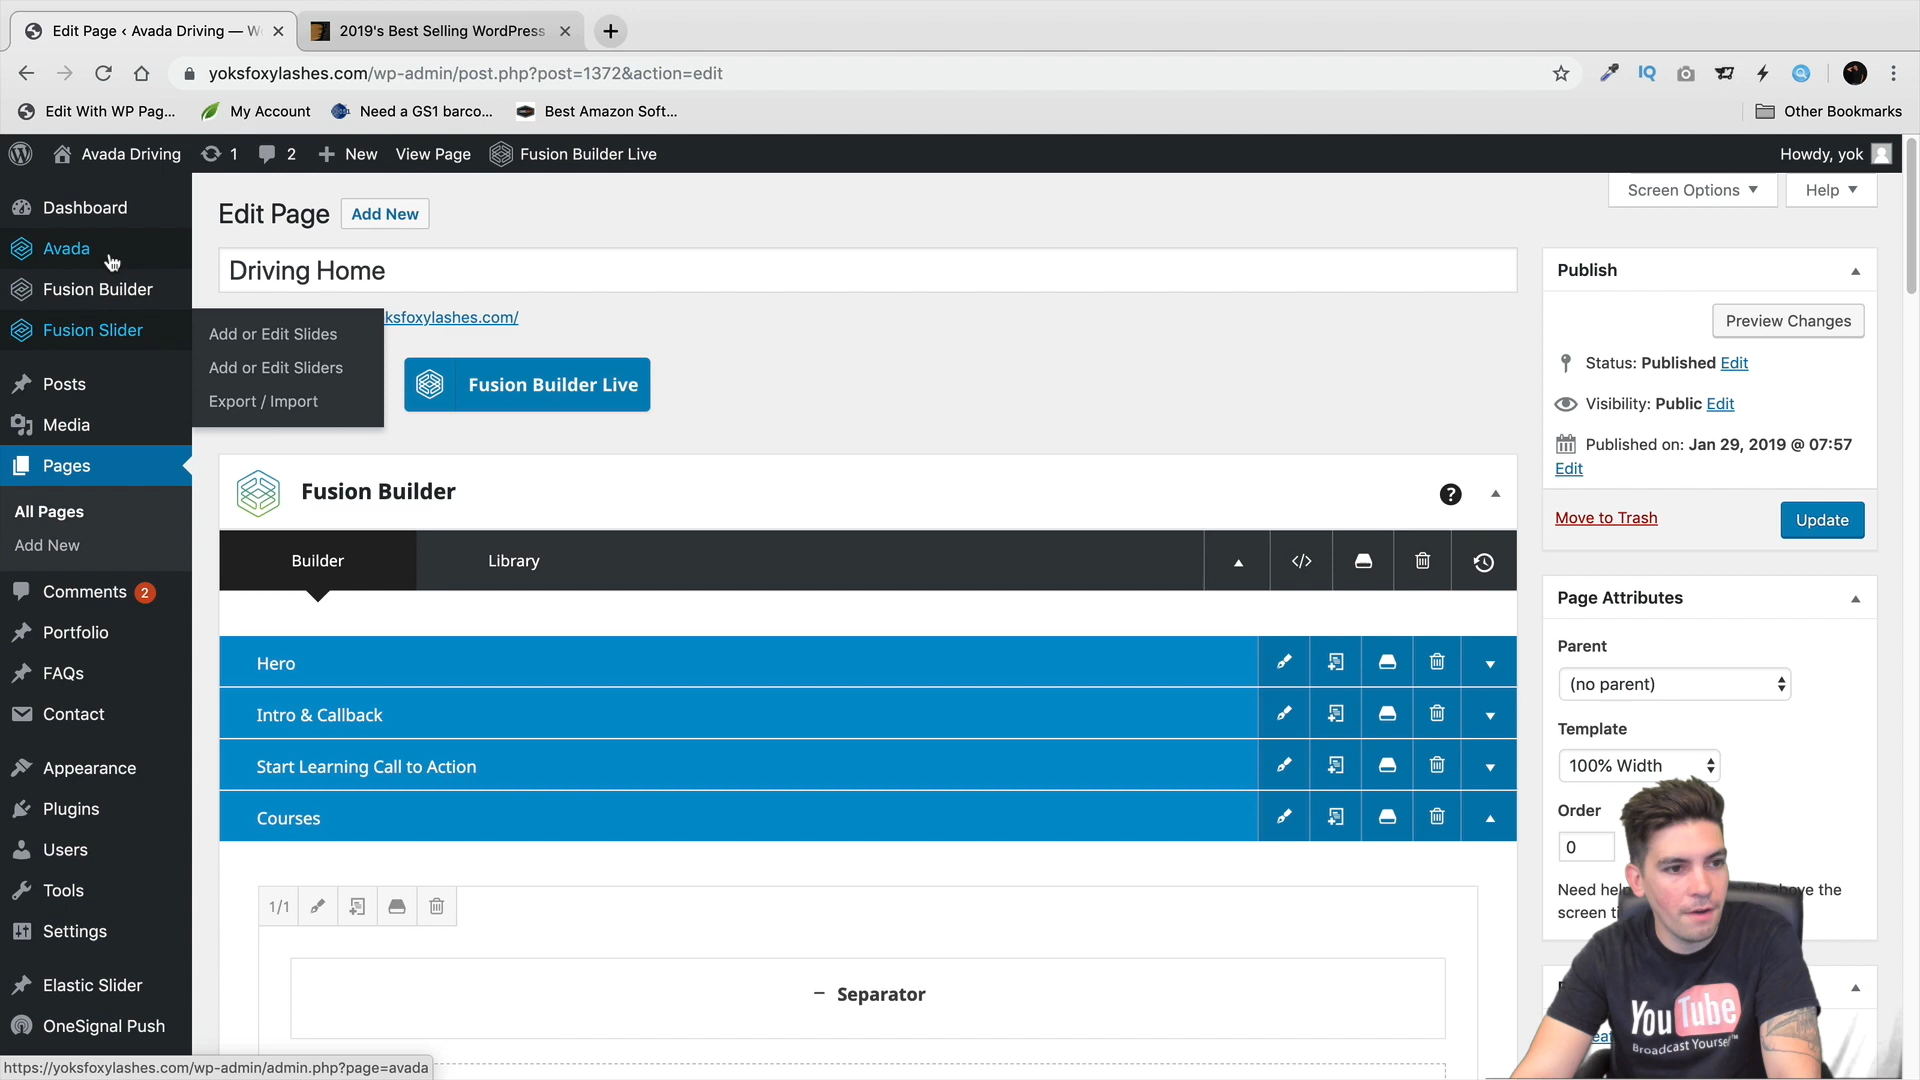 Edit Page ‹ Avada Driving — W
2019's Best Selling WordPress
yoksfoxylashes.com/wp-admin/post.php?post=1372&action=edit
IQ
Edit With WP Pag...
My Account
Need a GS1 barco...
Best Amazon Soft...
Other Bookmarks
Avada Driving
1
2
New
View Page
Fusion Builder Live
Howdy, yok
Dashboard
Avada
Fusion Builder
Fusion Slider
Add or Edit Slides
Add or Edit Sliders
Export / Import
Posts
Media
Pages
All Pages
Add New
Comments 2
Portfolio
FAQs
Contact
Appearance
Plugins
Users
Tools
Settings
Elastic Slider
OneSignal Push
https://yoksfoxylashes.com/wp-admin/admin.php?page=avada
Screen Options
Help
Edit Page
Add New
Driving Home
ksfoxylashes.com/
Fusion Builder Live
Fusion Builder
?
Builder
Library
</>
Hero
Intro & Callback
Start Learning Call to Action
Courses
1/1
Separator
Publish
Preview Changes
Status: Published Edit
Visibility: Public Edit
Published on: Jan 29, 2019 @ 07:57
Edit
Move to Trash
Update
Page Attributes
Parent
(no parent)
Template
100% Width
Order
0
Need help above the
screen ti
YouTube
Broadcast Yourself™